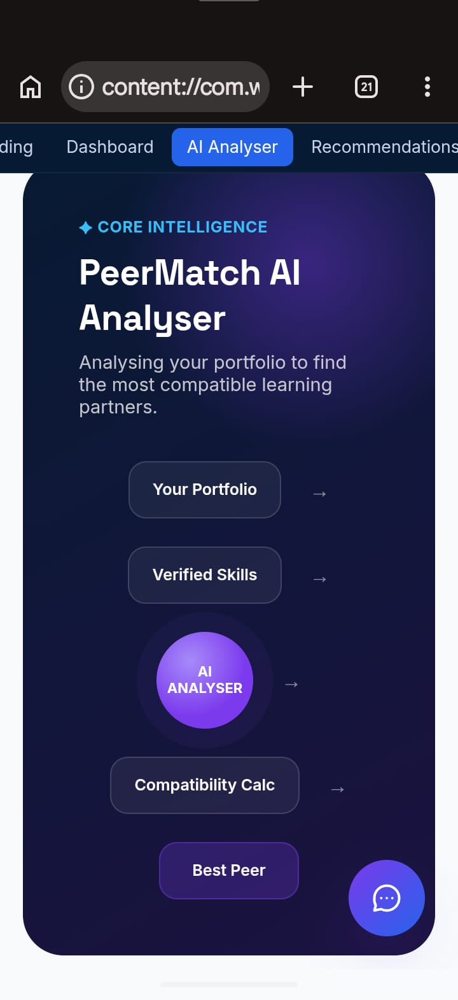 content://com.w
21
ding Dashboard AI Analyser Recommendations
CORE INTELLIGENCE
PeerMatch AI
Analyser
Analysing your portfolio to find
the most compatible learning
partners.
Your Portfolio →
Verified Skills →
AI
ANALYSER →
Compatibility Calc →
Best Peer